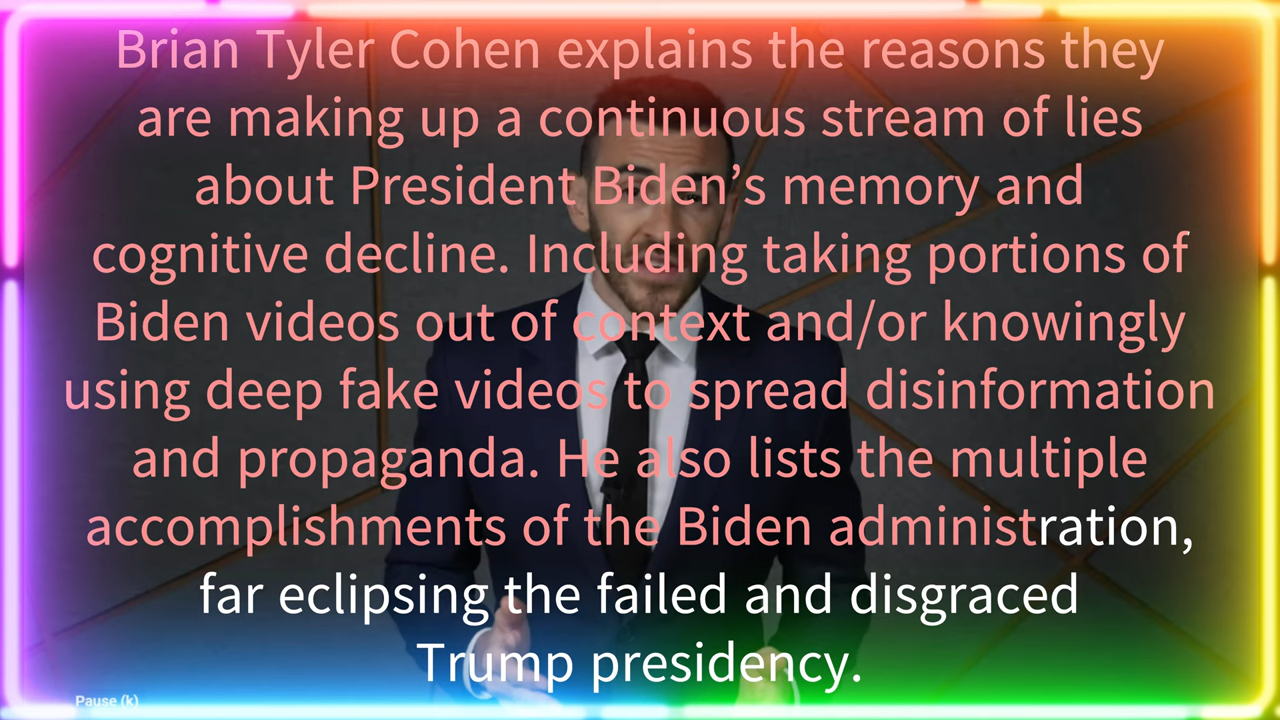 Brian Tyler Cohen explains the reasons they
are making up a continuous stream of lies
about President Biden’s memory and
cognitive decline. Including taking portions of
Biden videos out of context and/or knowingly
using deep fake videos to spread disinformation
and propaganda. He also lists the multiple
accomplishments of the Biden administration,
far eclipsing the failed and disgraced
Trump presidency.
Pause (k)